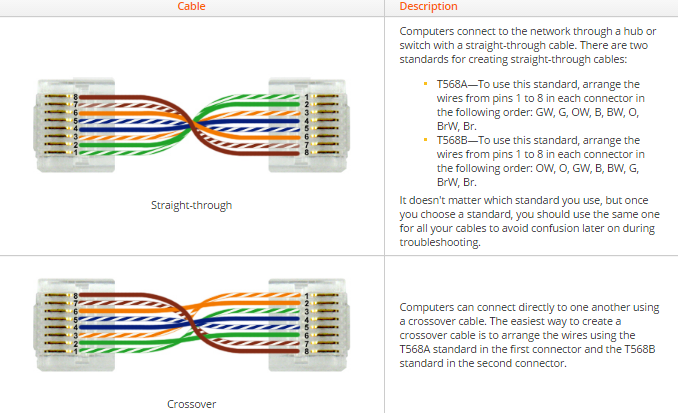 Cable
Description
Computers connect to the network through a hub or
switch with a straight-through cable. There are two
standards for creating straight-through cables:
T568A—To use this standard, arrange the
wires from pins 1 to 8 in each connector in
the following order: GW, G, OW, B, BW, O,
BrW, Br.
T568B—To use this standard, arrange the
wires from pins 1 to 8 in each connector in
the following order: OW, O, GW, B, BW, G,
BrW, Br.
It doesn't matter which standard you use, but once
you choose a standard, you should use the same one
for all your cables to avoid confusion later on during
troubleshooting.
8
7
6
5
4
3
2
1
1
2
3
4
5
6
7
8
Straight-through
Computers can connect directly to one another using
a crossover cable. The easiest way to create a
crossover cable is to arrange the wires using the
T568A standard in the first connector and the T568B
standard in the second connector.
8
7
6
5
4
3
2
1
1
2
3
4
5
6
7
8
Crossover